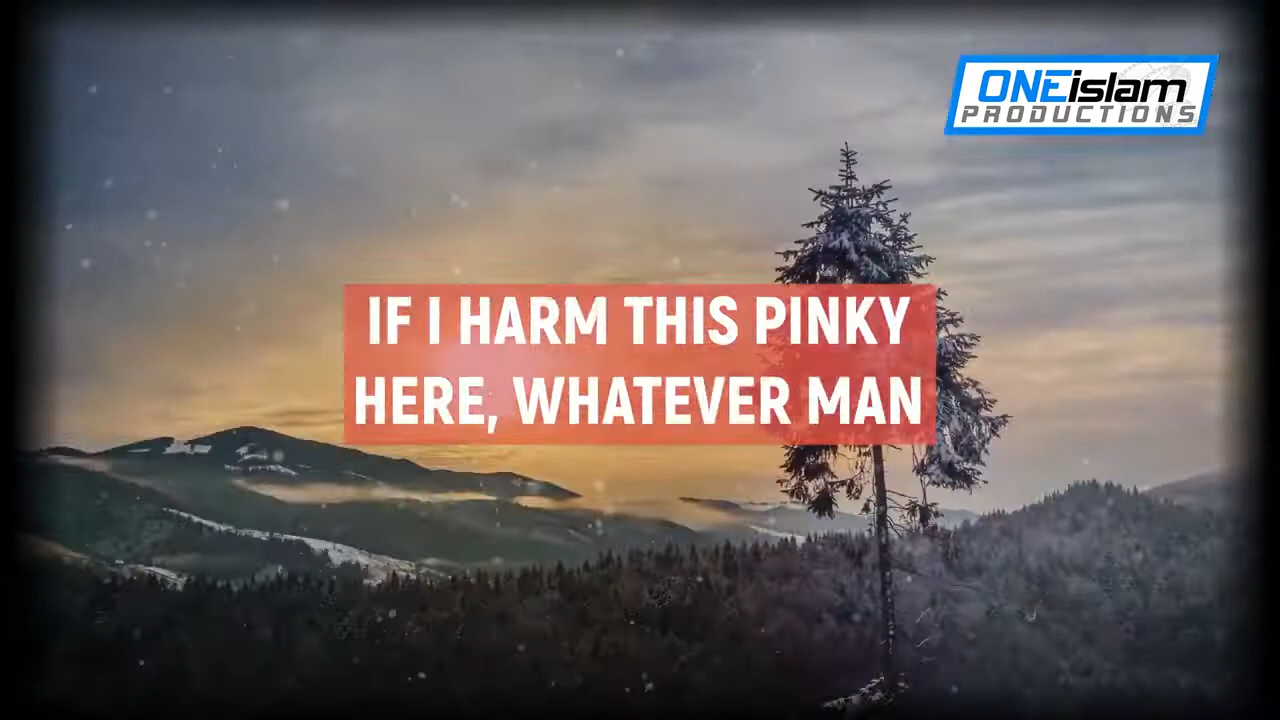 ONEislam
PRODUCTIONS
IF I HARM THIS PINKY
HERE, WHATEVER MAN